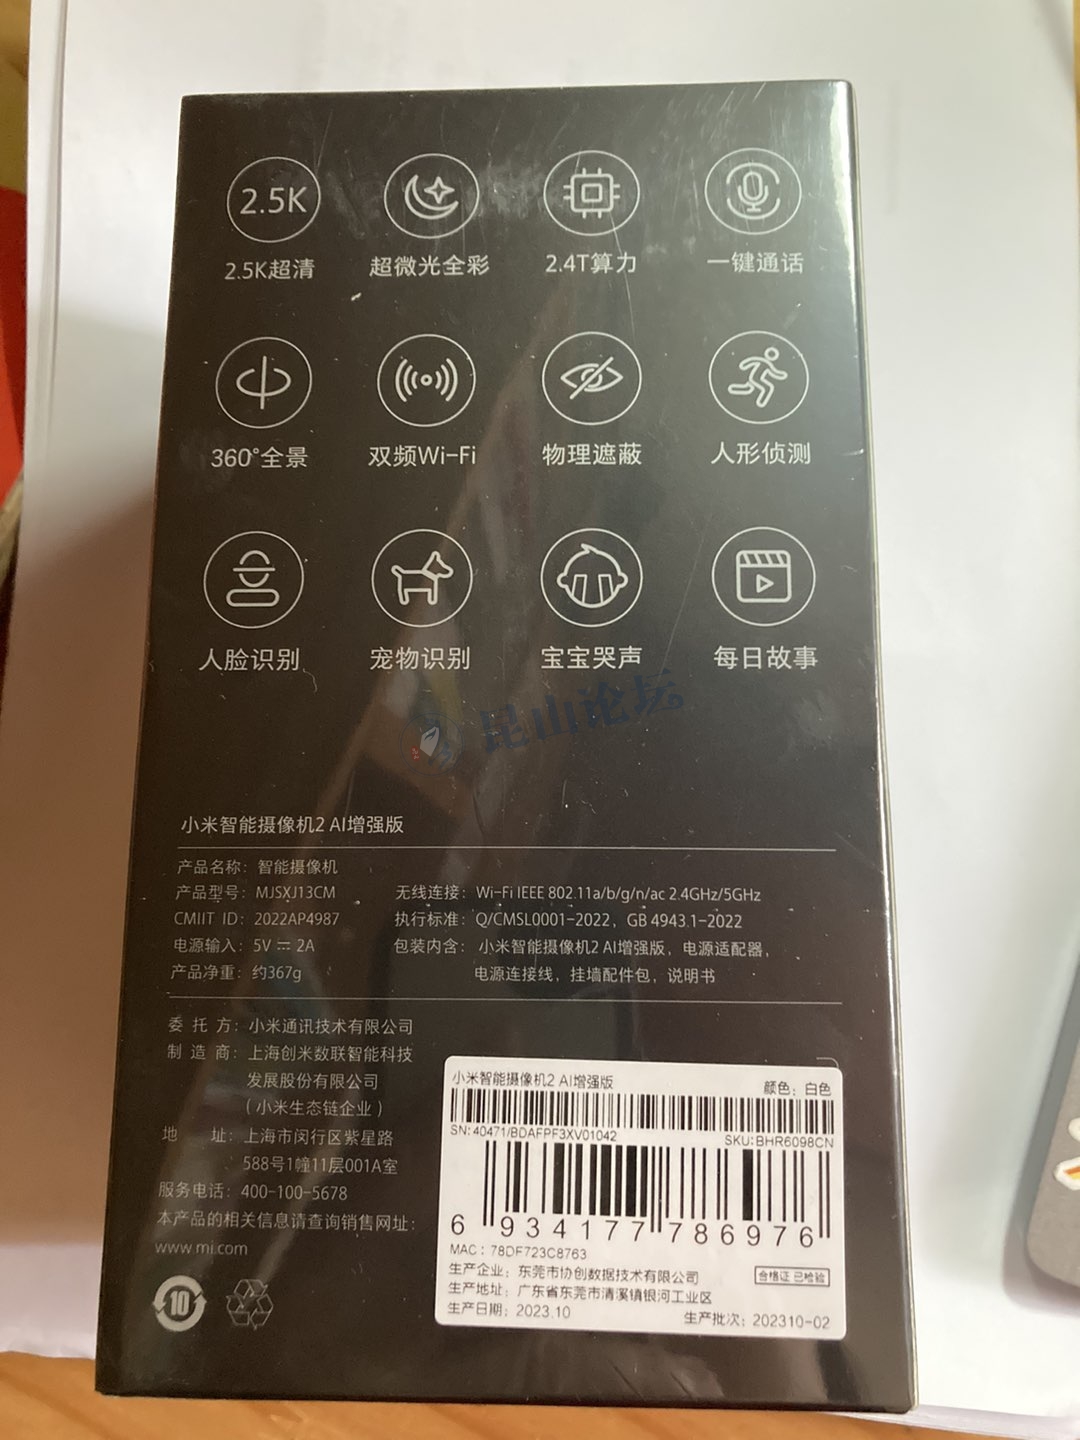 2.5K
2.5K超清 超微光全彩 2.4T算力 一键通话
360°全景 双频Wi-Fi 物理遮蔽 人形侦测
人脸识别 宠物识别 宝宝哭声 每日故事
昆山论坛
小米智能摄像机2 AI增强版
产品名称：智能摄像机
产品型号：MJSXJ13CM 无线连接：Wi-Fi IEEE 802.11a/b/g/n/ac 2.4GHz/5GHz
CMIIT ID：2022AP4987 执行标准：Q/CMSL0001-2022，GB 4943.1-2022
电源输入：5V ⎓ 2A 包装内含：小米智能摄像机2 AI增强版，电源适配器，
产品净重：约367g 电源连接线，挂墙配件包，说明书
委托方：小米通讯技术有限公司
制造商：上海创米数联智能科技
发展股份有限公司
（小米生态链企业）
地址：上海市闵行区紫星路
588号1幢11层001A室
服务电话：400-100-5678
本产品的相关信息请查询销售网址：
www.mi.com
10
小米智能摄像机2 AI增强版 颜色：白色
SN: 40471/BDAFPF3XV01042 SKU:BHR6098CN
6 934177 786976
MAC：78DF723C8763
生产企业：东莞市协创数据技术有限公司 合格证 已检验
生产地址：广东省东莞市清溪镇银河工业区
生产日期：2023.10 生产批次：202310-02